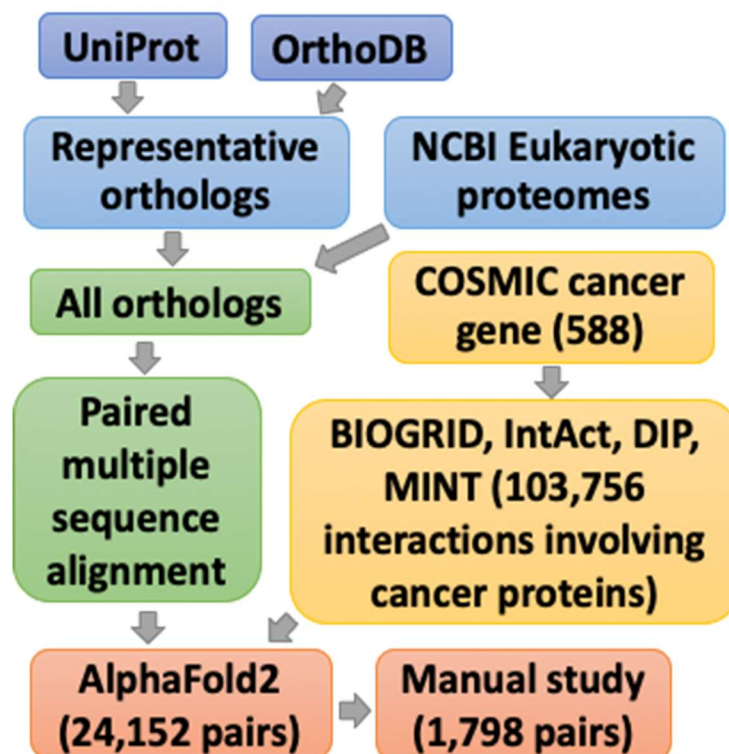 UniProt
OrthoDB
Representative
orthologs
NCBI Eukaryotic
proteomes
All orthologs
COSMIC cancer
gene (588)
Paired
multiple
sequence
alignment
BIOGRID, IntAct, DIP,
MINT (103,756
interactions involving
cancer proteins)
AlphaFold2
(24,152 pairs)
Manual study
(1,798 pairs)